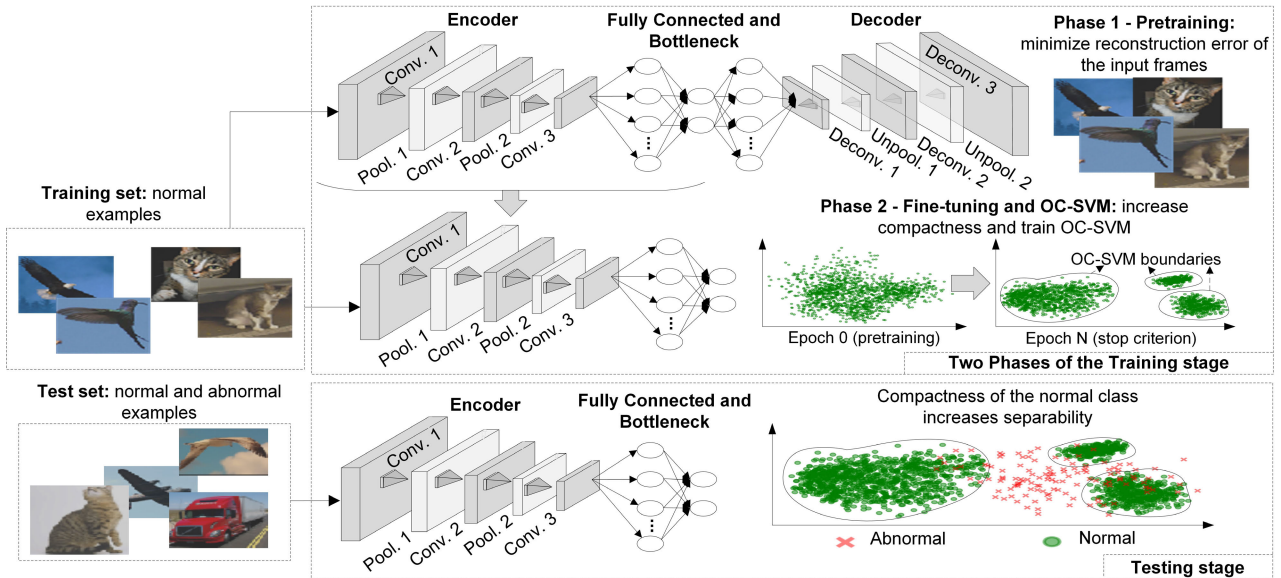 Encoder
Fully Connected and
Bottleneck
Decoder
Phase 1 - Pretraining:
minimize reconstruction error of
the input frames
Conv. 1
Pool. 1
Conv. 2
Pool. 2
Conv. 3
Deconv. 1
Unpool. 1
Deconv. 2
Unpool. 2
Deconv. 3
Training set: normal
examples
Conv. 1
Pool. 1
Conv. 2
Pool. 2
Conv. 3
Phase 2 - Fine-tuning and OC-SVM: increase
compactness and train OC-SVM
OC-SVM boundaries
Epoch 0 (pretraining)
Epoch N (stop criterion)
Two Phases of the Training stage
Test set: normal and abnormal
examples
Encoder
Fully Connected and
Bottleneck
Conv. 1
Pool. 1
Conv. 2
Pool. 2
Conv. 3
Compactness of the normal class
increases separability
Abnormal
Normal
Testing stage